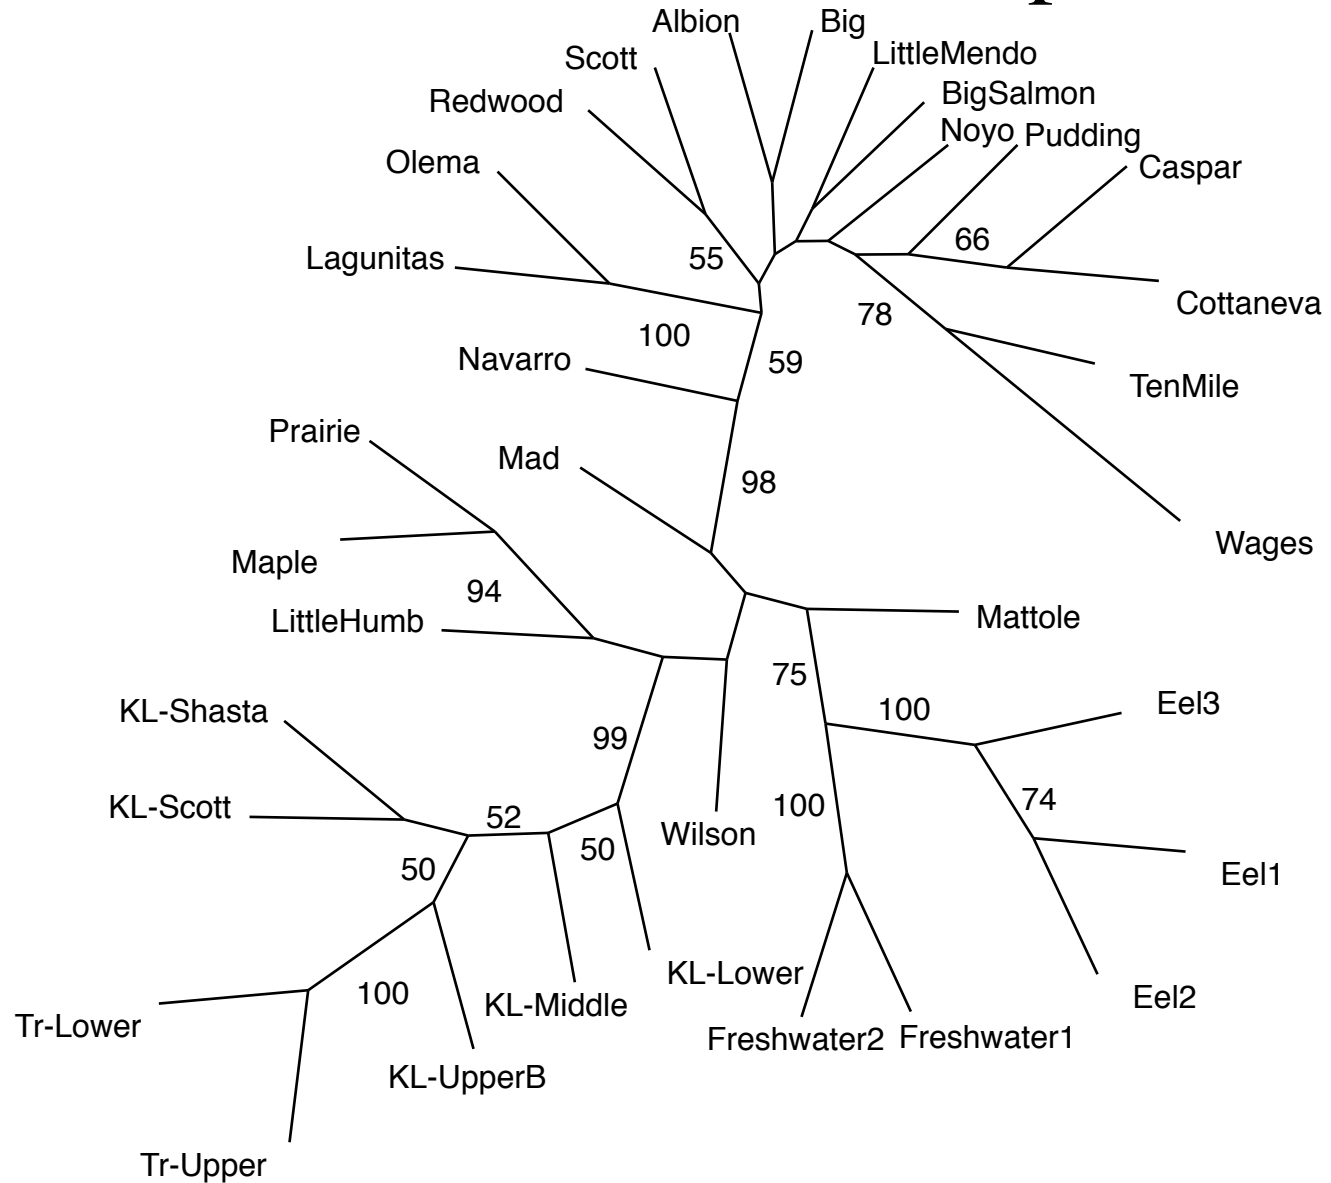 Albion
Big
Scott
LittleMendo
Redwood
BigSalmon
Noyo
Pudding
Olema
Caspar
66
Lagunitas
55
Cottaneva
78
100
59
Navarro
TenMile
Prairie
Mad
98
Wages
Maple
94
LittleHumb
Mattole
75
KL-Shasta
100
Eel3
99
KL-Scott
52
100
74
Wilson
50
50
Eel1
KL-Lower
100
KL-Middle
Eel2
Tr-Lower
Freshwater2
Freshwater1
KL-UpperB
Tr-Upper